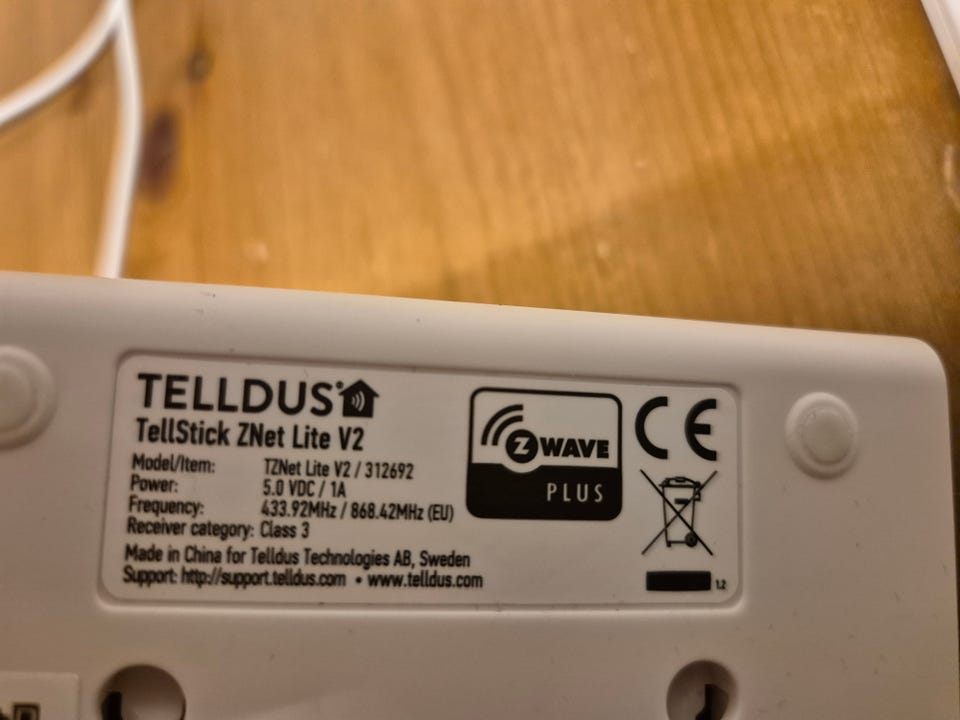 TELLDUS
TellStick ZNet Lite V2
Model/Item: TZNet Lite V2 / 312692
Power: 5.0 VDC / 1A
Frequency: 433.92MHz / 868.42MHz (EU)
Receiver category: Class 3
Made in China for Telldus Technologies AB, Sweden
Support: http://support.telldus.com • www.telldus.com
Z WAVE
PLUS
CE
1.2